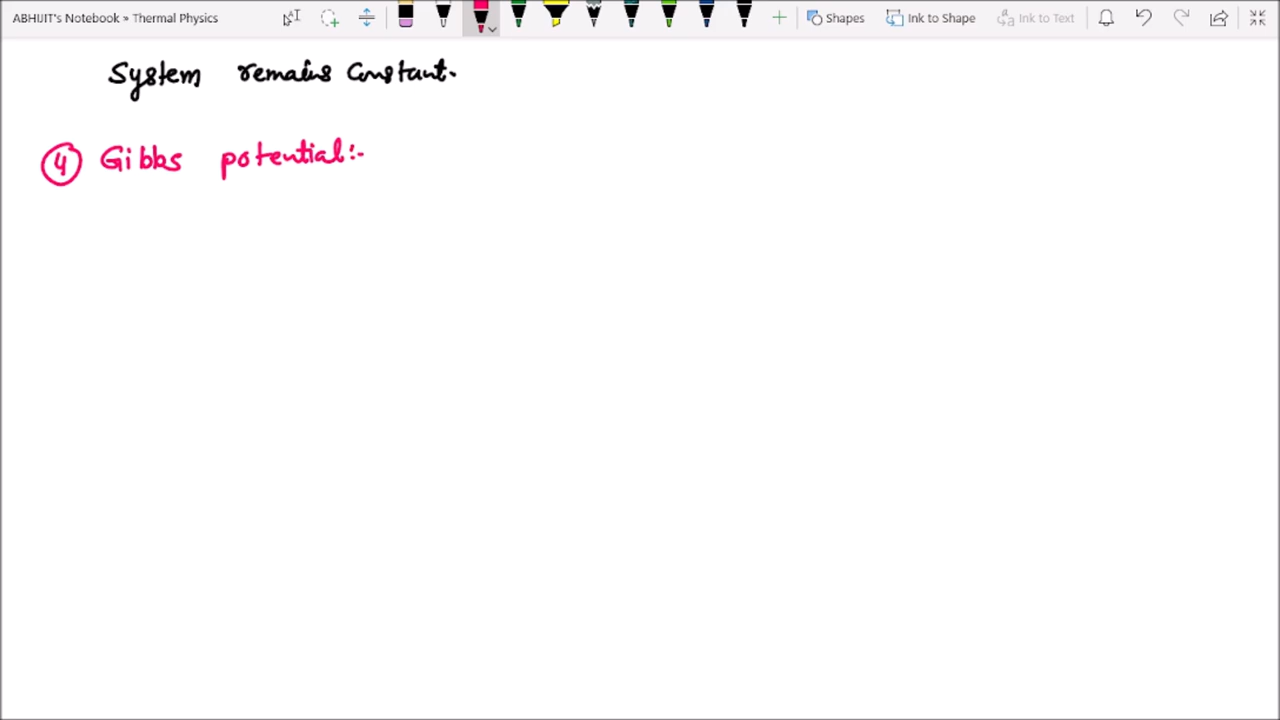 ABHIJIT's Notebook » Thermal Physics
Shapes
Ink to Shape
Ink to Text
System remains Constant.
④ Gibbs potential:-